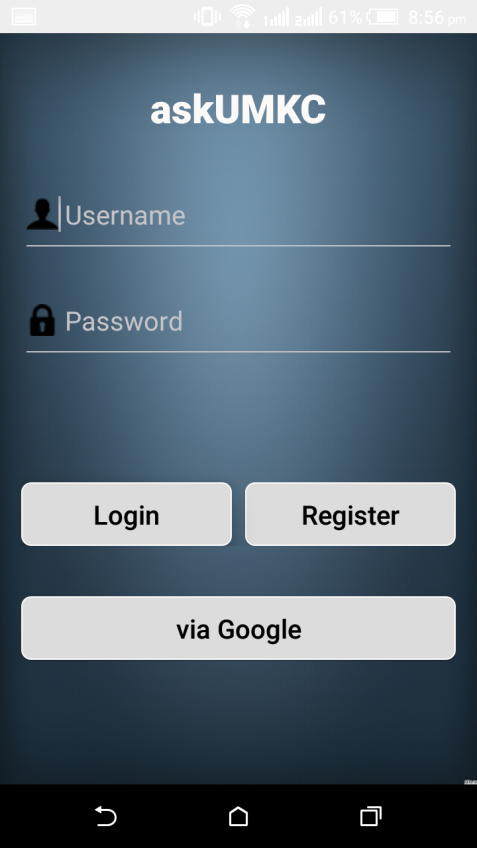 61% 8:56 pm
askUMKC
Username
Password
Login Register
via Google